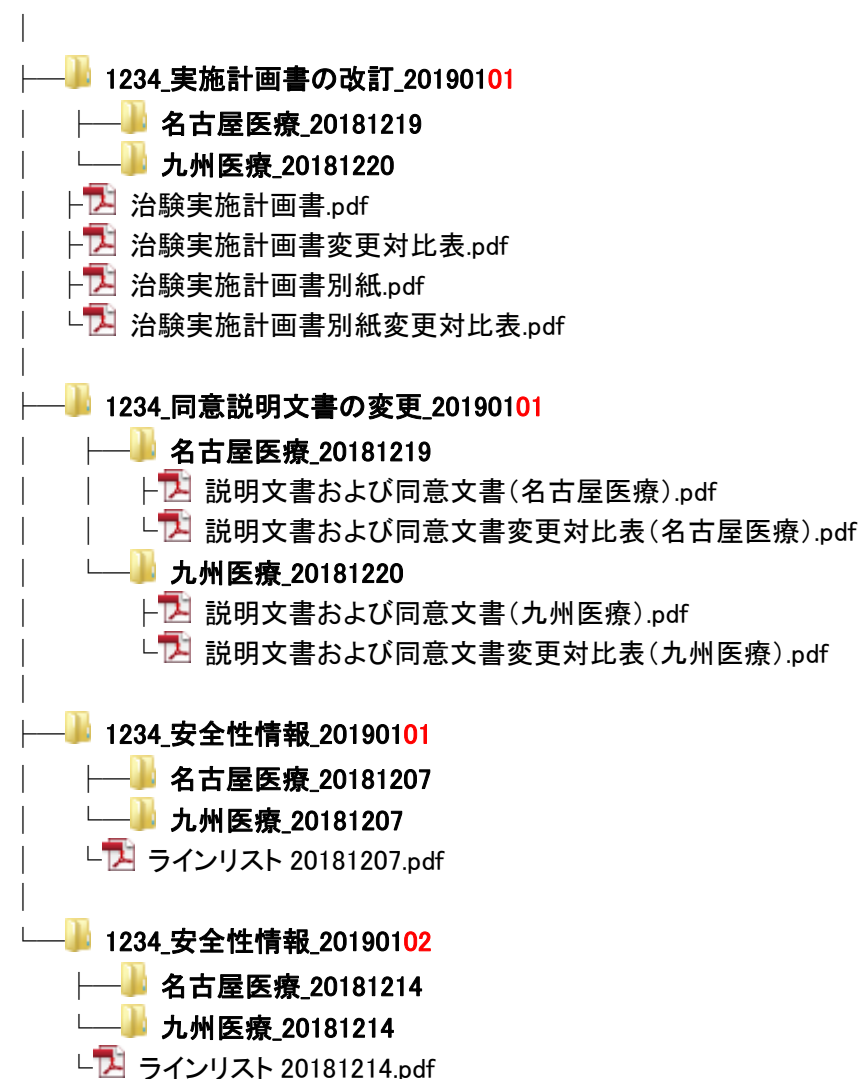 1234_実施計画書の改訂_20190101
名古屋医療_20181219
九州医療_20181220
治験実施計画書.pdf
治験実施計画書変更対比表.pdf
治験実施計画書別紙.pdf
治験実施計画書別紙変更対比表.pdf
1234_同意説明文書の変更_20190101
名古屋医療_20181219
説明文書および同意文書（名古屋医療）.pdf
説明文書および同意文書変更対比表（名古屋医療）.pdf
九州医療_20181220
説明文書および同意文書（九州医療）.pdf
説明文書および同意文書変更対比表（九州医療）.pdf
1234_安全性情報_20190101
名古屋医療_20181207
九州医療_20181207
ラインリスト 20181207.pdf
1234_安全性情報_20190102
名古屋医療_20181214
九州医療_20181214
ラインリスト 20181214.pdf